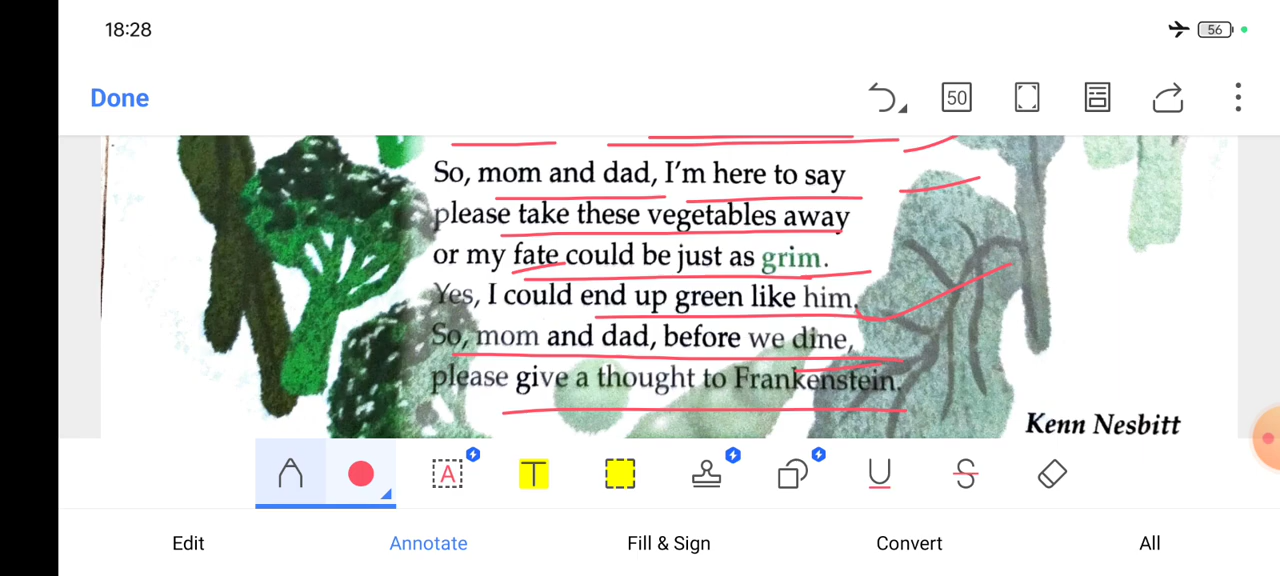 18:28
56
Done
50
So, mom and dad, I'm here to say
please take these vegetables away
or my fate could be just as grim.
Yes, I could end up green like him.
So, mom and dad, before we dine,
please give a thought to Frankenstein.
Kenn Nesbitt
A
T
U
S
Edit
Annotate
Fill & Sign
Convert
All